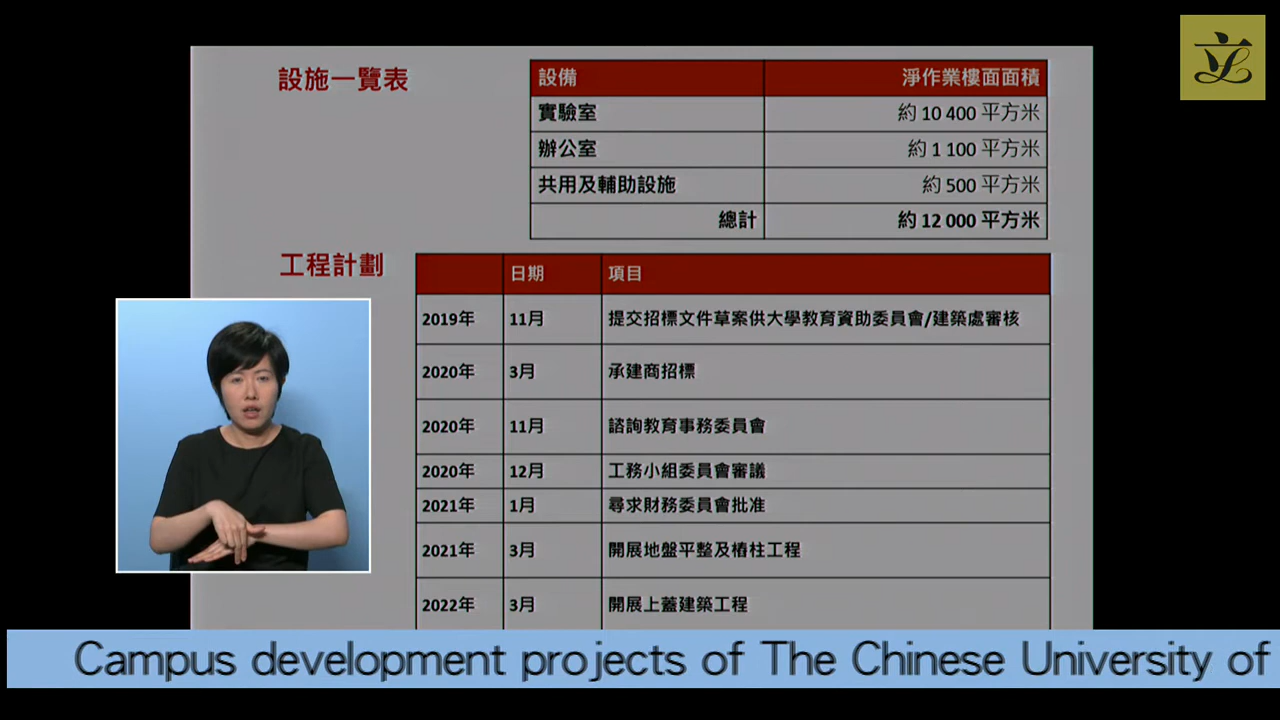 立
設施一覽表
設備 淨作業樓面面積
實驗室 約 10 400 平方米
辦公室 約 1 100 平方米
共用及輔助設施 約 500 平方米
總計 約 12 000 平方米
工程計劃
日期 項目
2019年 11月 提交招標文件草案供大學教育資助委員會/建築處審核
2020年 3月 承建商招標
2020年 11月 諮詢教育事務委員會
2020年 12月 工務小組委員會審議
2021年 1月 尋求財務委員會批准
2021年 3月 開展地盤平整及樁柱工程
2022年 3月 開展上蓋建築工程
Campus development projects of The Chinese University of